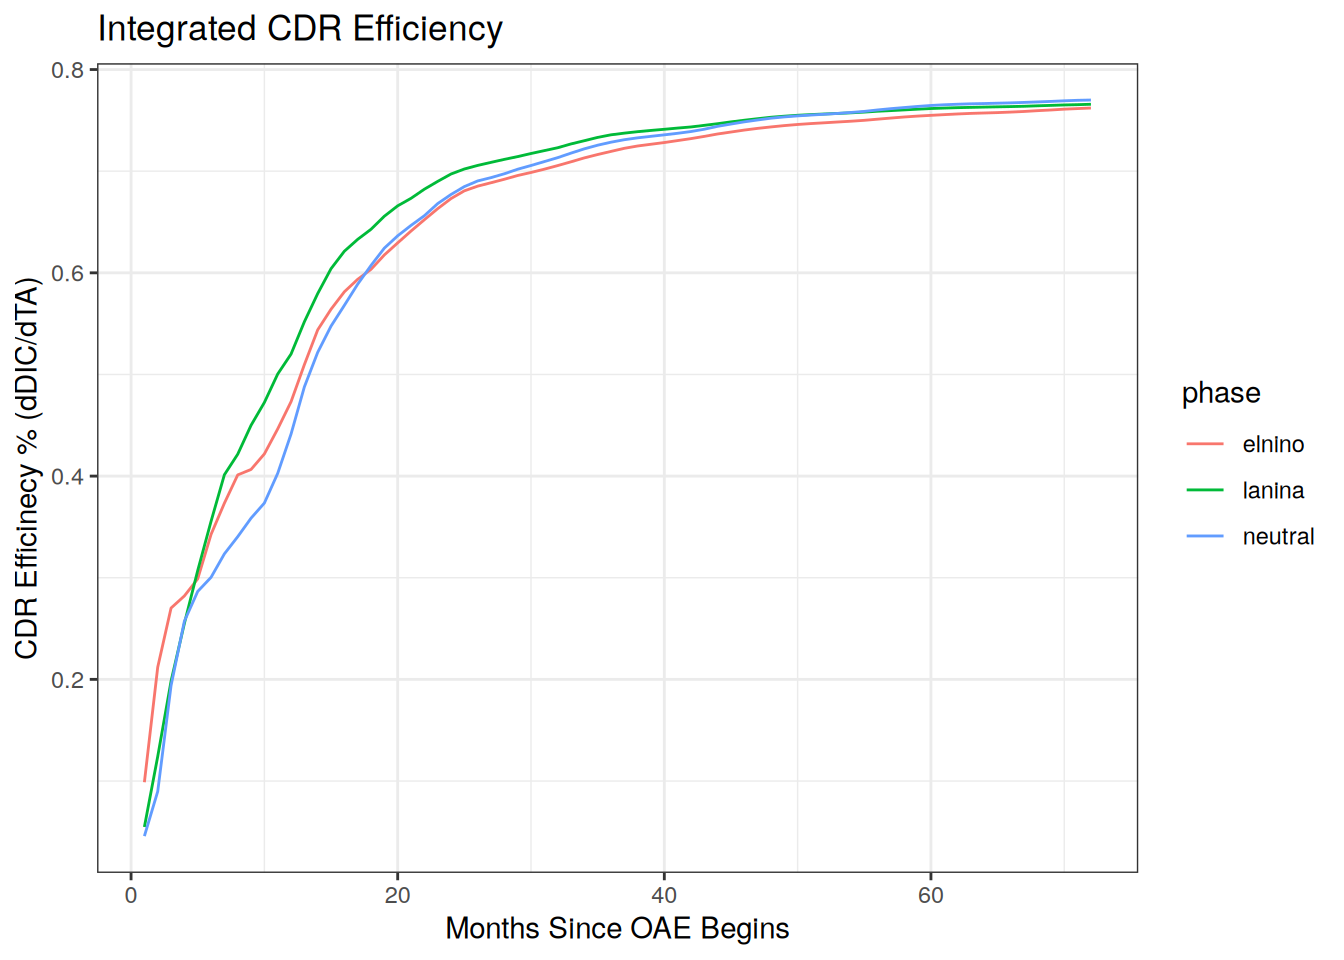 Integrated CDR Efficiency
0.8
0.6
0.4
0.2
CDR Efficinecy % (dDIC/dTA)
0
20
40
60
Months Since OAE Begins
phase
elnino
lanina
neutral